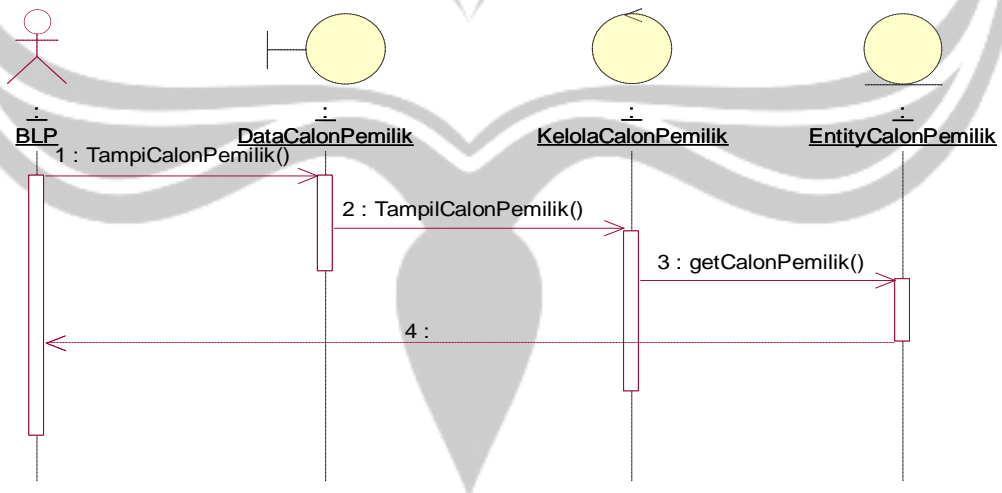 :
BLP
:
DataCalonPemilik
:
KelolaCalonPemilik
:
EntityCalonPemilik
1 : TampiCalonPemilik()
2 : TampilCalonPemilik()
3 : getCalonPemilik()
4 :